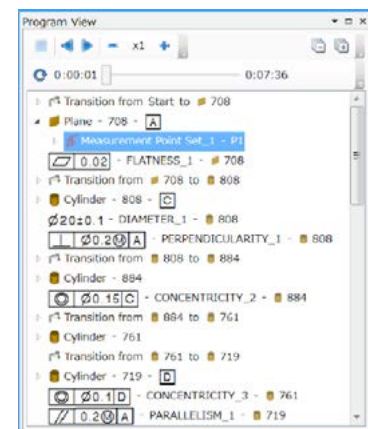 Program View
x1
0:00:01 0:07:36
Transition from Start to 708
Plane - 708 - A
Measurement Point Set_1 - P1
0.02 - FLATNESS_1 - 708
Transition from 708 to 808
Cylinder - 808 - C
Ø20±0.1 - DIAMETER_1 - 808
⊥ Ø0.2Ⓜ A - PERPENDICULARITY_1 - 808
Transition from 808 to 884
Cylinder - 884
◎ Ø0.15 C - CONCENTRICITY_2 - 884
Transition from 884 to 761
Cylinder - 761
Transition from 761 to 719
Cylinder - 719 - D
◎ Ø0.1 D - CONCENTRICITY_3 - 761
// 0.2Ⓜ A - PARALLELISM_1 - 719